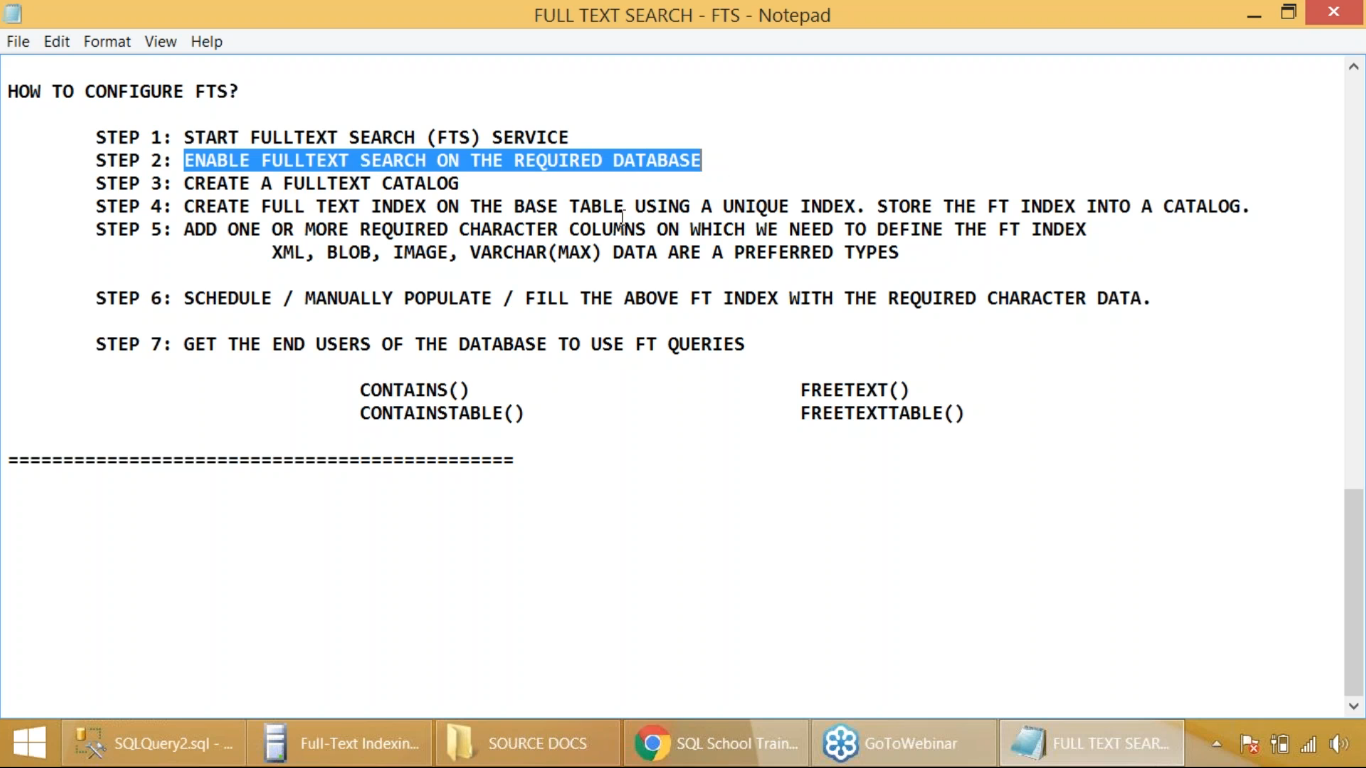 FULL TEXT SEARCH - FTS - Notepad
File Edit Format View Help
HOW TO CONFIGURE FTS?
STEP 1: START FULLTEXT SEARCH (FTS) SERVICE
STEP 2: ENABLE FULLTEXT SEARCH ON THE REQUIRED DATABASE
STEP 3: CREATE A FULLTEXT CATALOG
STEP 4: CREATE FULL TEXT INDEX ON THE BASE TABLE USING A UNIQUE INDEX. STORE THE FT INDEX INTO A CATALOG.
STEP 5: ADD ONE OR MORE REQUIRED CHARACTER COLUMNS ON WHICH WE NEED TO DEFINE THE FT INDEX
XML, BLOB, IMAGE, VARCHAR(MAX) DATA ARE A PREFERRED TYPES
STEP 6: SCHEDULE / MANUALLY POPULATE / FILL THE ABOVE FT INDEX WITH THE REQUIRED CHARACTER DATA.
STEP 7: GET THE END USERS OF THE DATABASE TO USE FT QUERIES
CONTAINS() FREETEXT()
CONTAINSTABLE() FREETEXTTABLE()
==============================================
SQLQuery2.sql - ... Full-Text Indexin... SOURCE DOCS SQL School Train... GoToWebinar FULL TEXT SEAR...